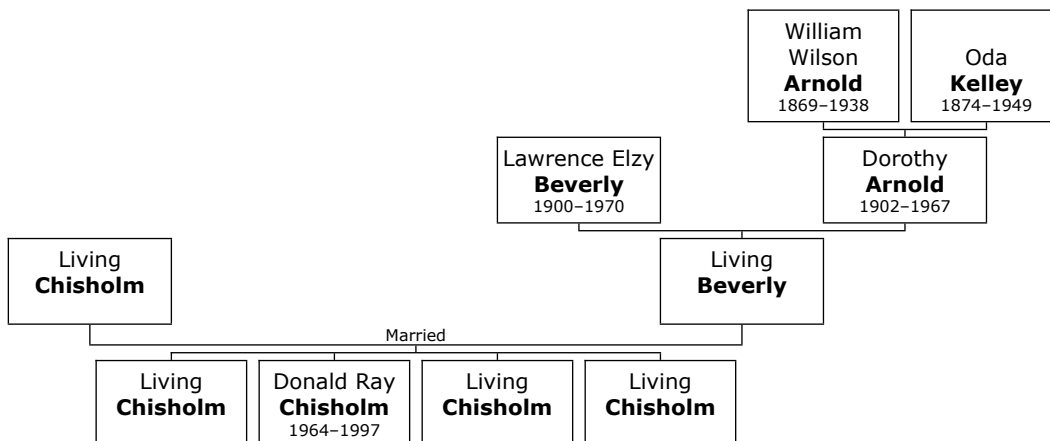 William
Wilson
Arnold
1869–1938
Oda
Kelley
1874–1949
Lawrence Elzy
Beverly
1900–1970
Dorothy
Arnold
1902–1967
Living
Chisholm
Living
Beverly
Married
Living
Chisholm
Donald Ray
Chisholm
1964–1997
Living
Chisholm
Living
Chisholm